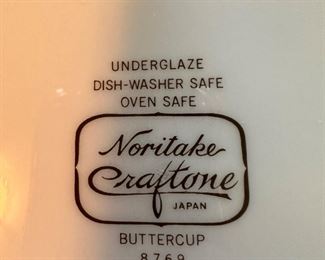 UNDERGLAZE
DISH-WASHER SAFE
OVEN SAFE
Noritake
Craftone
JAPAN
BUTTERCUP
8769